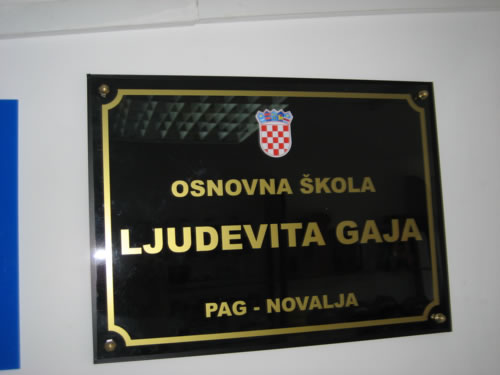 OSNOVNA ŠKOLA
LJUDEVITA GAJA
PAG - NOVALJA